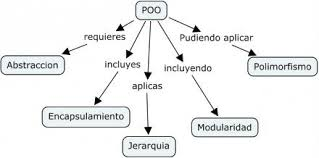 POO
requieres
Pudiendo aplicar
incluyes
incluyendo
Abstraccion
Polimorfismo
aplicas
Encapsulamiento
Modularidad
Jerarquia